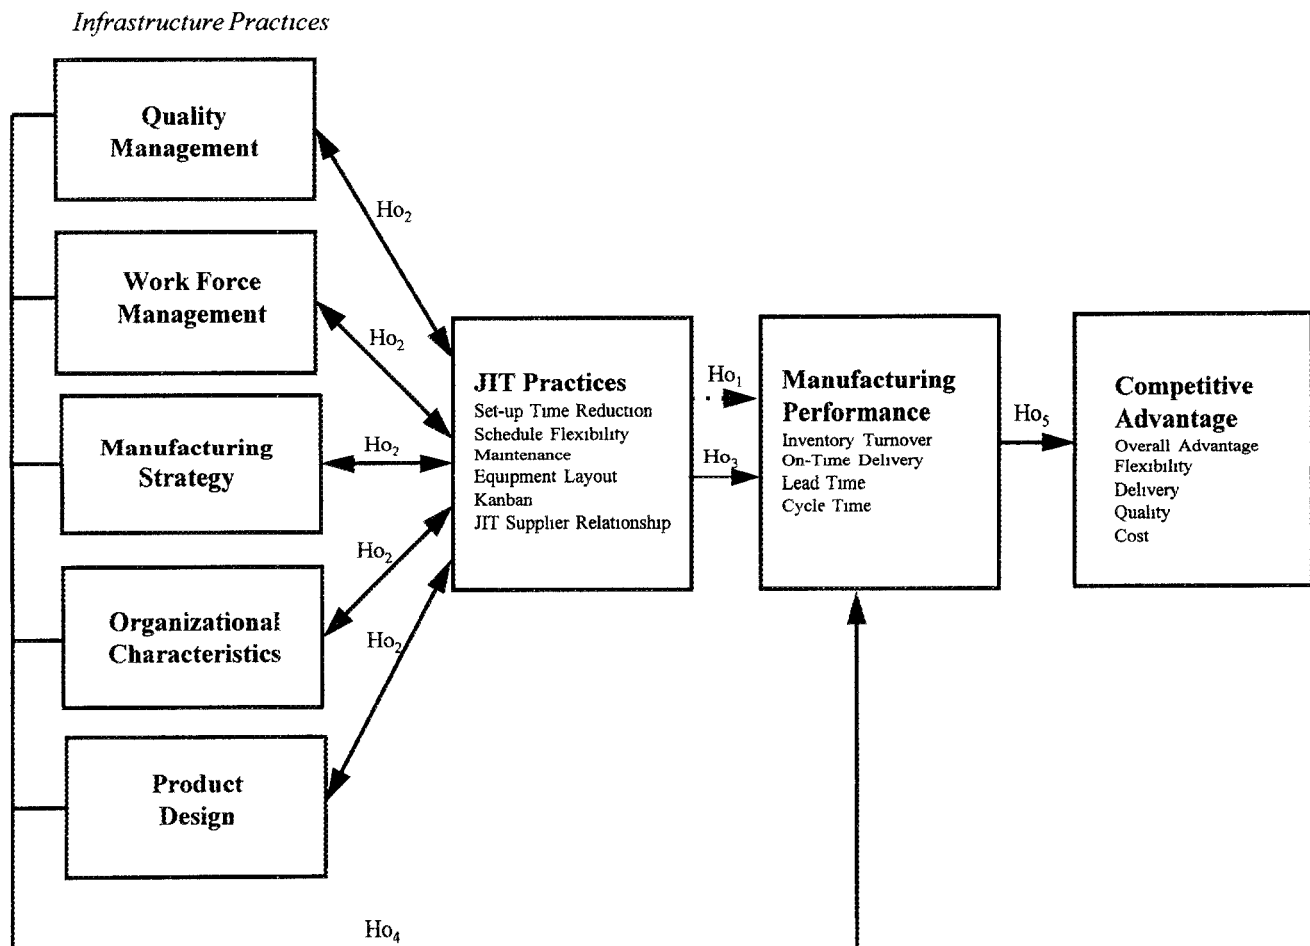 Infrastructure Practices
Quality
Management
Ho₂
Work Force
Management
Ho₂
Manufacturing
Strategy
Ho₂
Organizational
Characteristics
Ho₂
Product
Design
Ho₂
JIT Practices
Set-up Time Reduction
Schedule Flexibility
Maintenance
Equipment Layout
Kanban
JIT Supplier Relationship
Ho₁
Ho₃
Manufacturing
Performance
Inventory Turnover
On-Time Delivery
Lead Time
Cycle Time
Ho₅
Competitive
Advantage
Overall Advantage
Flexibility
Delivery
Quality
Cost
Ho₄